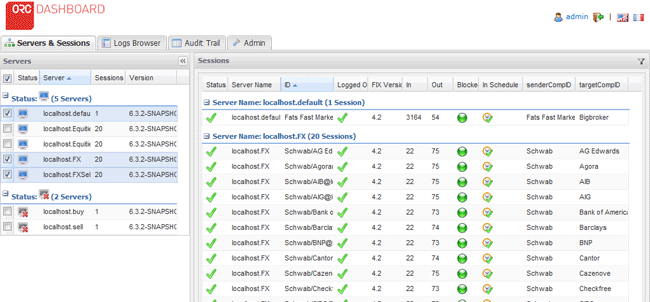 ORC DASHBOARD
admin
Servers & Sessions Logs Browser Audit Trail Admin
Servers
Status Server Sessions Version
Status: (5 Servers)
localhost.defau 1 6.3.2-SNAPSHO
localhost.Equitie 20 6.3.2-SNAPSHO
localhost.Equitie 20 6.3.2-SNAPSHO
localhost.FX 20 6.3.2-SNAPSHO
localhost.FXSel 20 6.3.2-SNAPSHO
Status: (2 Servers)
localhost.buy 1 6.3.2-SNAPSHO
localhost.sell 1 6.3.2-SNAPSHO
Sessions
Status Server Name ID Logged O FIX Versio In Out Blocke In Schedule senderCompID targetCompID
Server Name: localhost.default (1 Session)
localhost.default Fats Fast Marke 4.2 3164 54 Fats Fast Marke Bigbroker
Server Name: localhost.FX (20 Sessions)
localhost.FX Schwab/AG Ed 4.2 22 75 Schwab AG Edwards
localhost.FX Schwab/Agora 4.2 22 75 Schwab Agora
localhost.FX Schwab/AIB@l 4.2 22 75 Schwab AIB
localhost.FX Schwab/AIG@l 4.2 22 75 Schwab AIG
localhost.FX Schwab/Bank o 4.2 22 73 Schwab Bank of America
localhost.FX Schwab/Barcla 4.2 22 74 Schwab Barclays
localhost.FX Schwab/BNP@ 4.2 22 73 Schwab BNP
localhost.FX Schwab/Cantor 4.2 22 74 Schwab Cantor
localhost.FX Schwab/Cazen 4.2 22 75 Schwab Cazenove
localhost.FX Schwab/Checkf 4.2 22 73 Schwab Checkfree